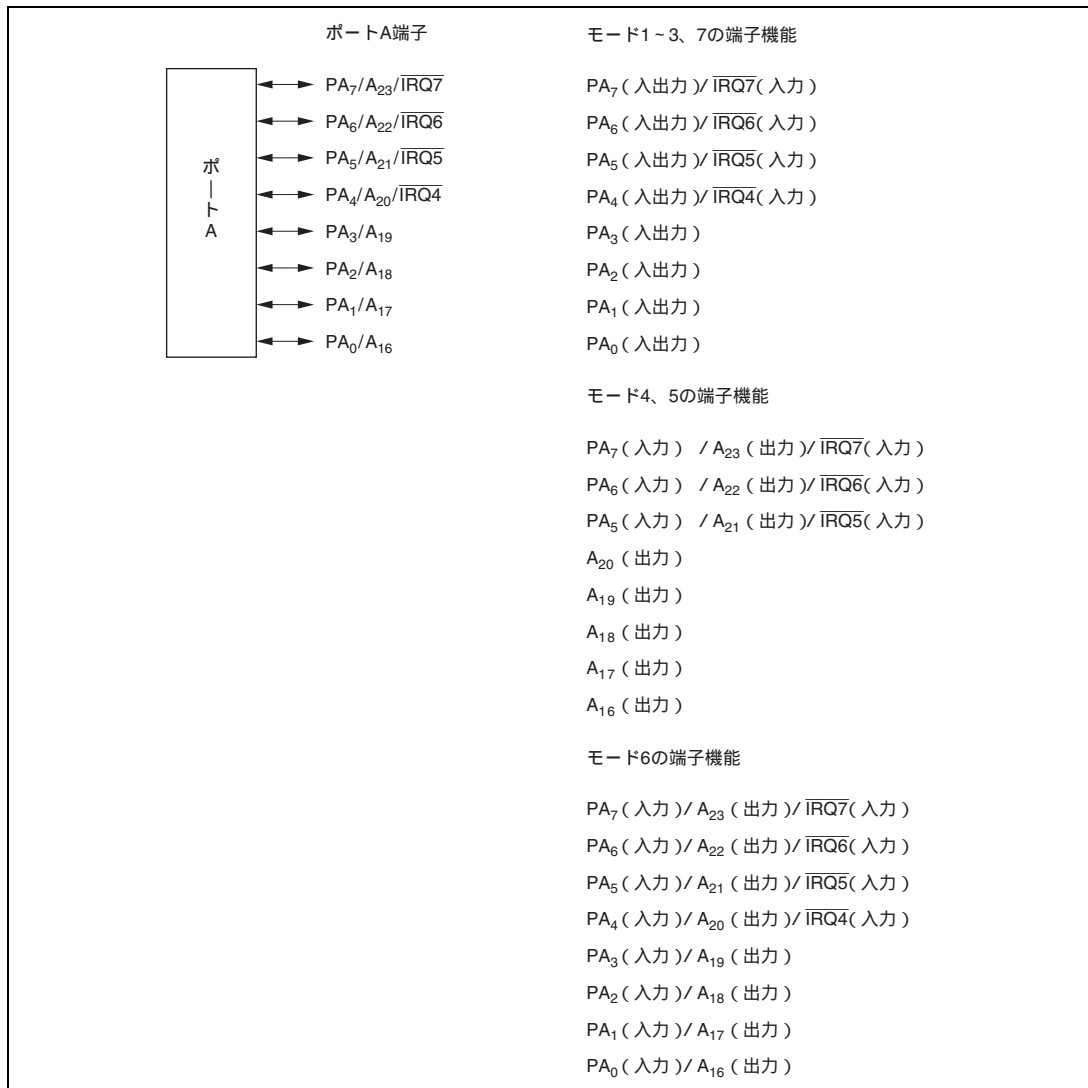 ポートA端子
PA7/A23/IRQ7
PA6/A22/IRQ6
PA5/A21/IRQ5
PA4/A20/IRQ4
PA3/A19
PA2/A18
PA1/A17
PA0/A16
ポートA
モード1~3、7の端子機能
PA7(入出力)/IRQ7(入力)
PA6(入出力)/IRQ6(入力)
PA5(入出力)/IRQ5(入力)
PA4(入出力)/IRQ4(入力)
PA3(入出力)
PA2(入出力)
PA1(入出力)
PA0(入出力)
モード4、5の端子機能
PA7(入力) /A23(出力)/IRQ7(入力)
PA6(入力) /A22(出力)/IRQ6(入力)
PA5(入力) /A21(出力)/IRQ5(入力)
A20(出力)
A19(出力)
A18(出力)
A17(出力)
A16(出力)
モード6の端子機能
PA7(入力)/A23(出力)/IRQ7(入力)
PA6(入力)/A22(出力)/IRQ6(入力)
PA5(入力)/A21(出力)/IRQ5(入力)
PA4(入力)/A20(出力)/IRQ4(入力)
PA3(入力)/A19(出力)
PA2(入力)/A18(出力)
PA1(入力)/A17(出力)
PA0(入力)/A16(出力)